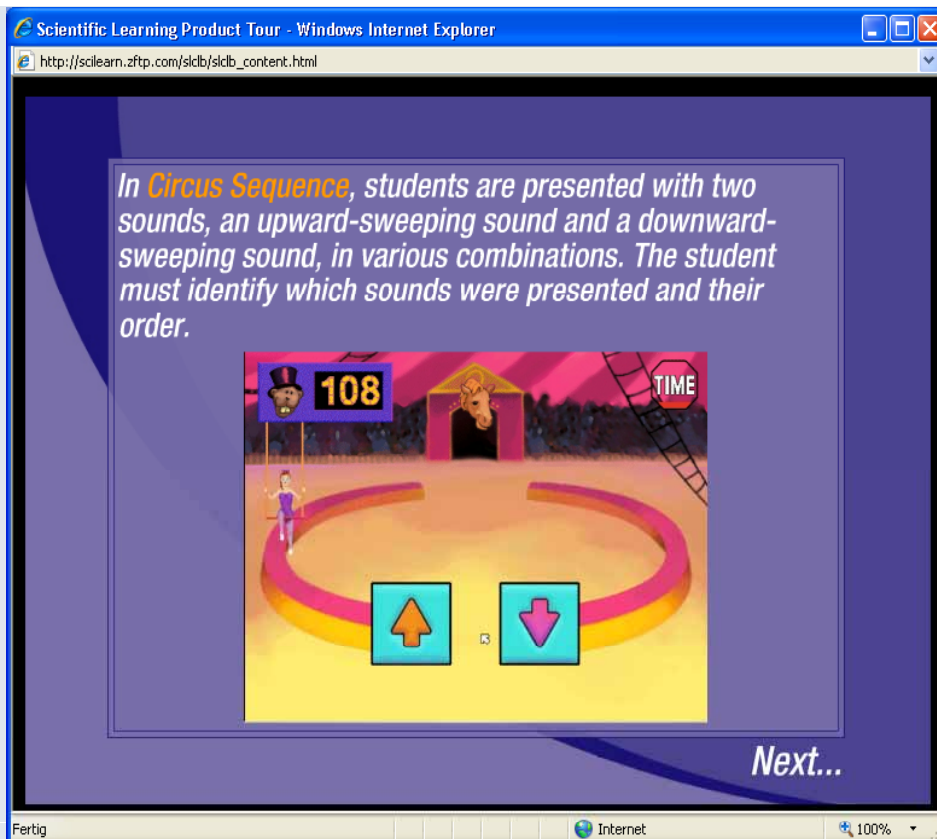 Scientific Learning Product Tour - Windows Internet Explorer
http://scilearn.zftp.com/slclb/slclb_content.html
In Circus Sequence, students are presented with two
sounds, an upward-sweeping sound and a downward-
sweeping sound, in various combinations. The student
must identify which sounds were presented and their
order.
108
TIME
Next...
Fertig
Internet
100%